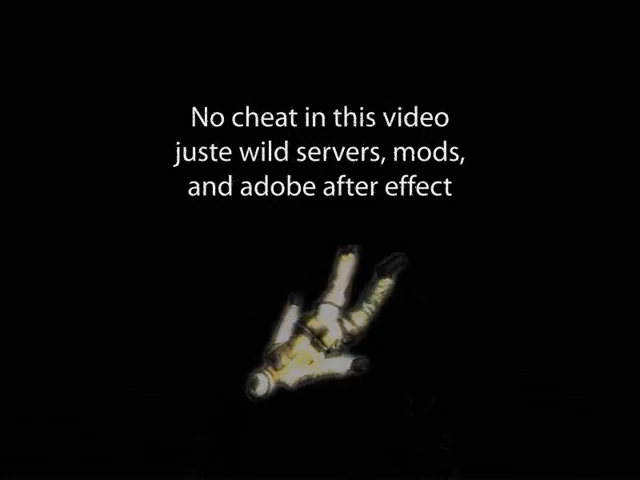 No cheat in this video
juste wild servers, mods,
and adobe after effect